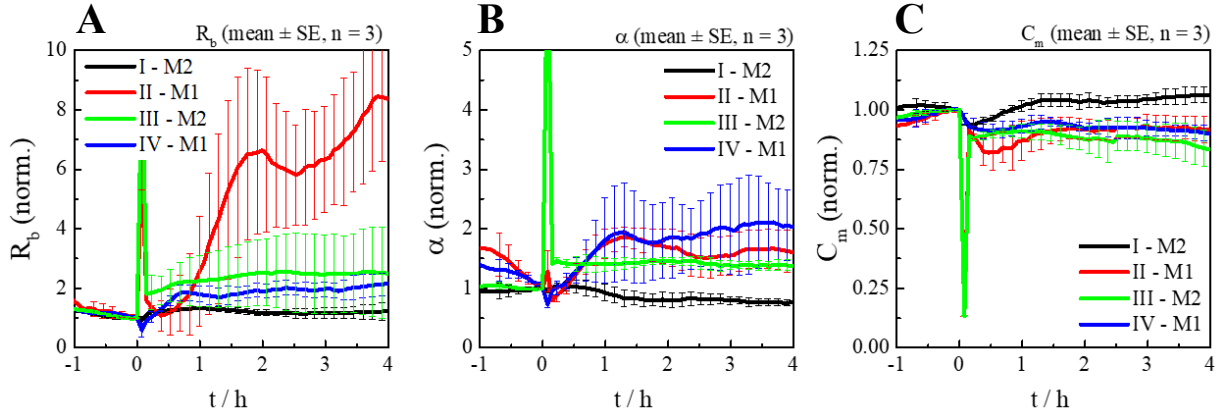 A
R_b (mean ± SE, n = 3)
I - M2
II - M1
III - M2
IV - M1
R_b (norm.)
10
8
6
4
2
0
-1 0 1 2 3 4
t / h
B
α (mean ± SE, n = 3)
I - M2
II - M1
III - M2
IV - M1
α (norm.)
5
4
3
2
1
0
-1 0 1 2 3 4
t / h
C
C_m (mean ± SE, n = 3)
I - M2
II - M1
III - M2
IV - M1
C_m (norm.)
1.25
1.00
0.75
0.50
0.25
0.00
-1 0 1 2 3 4
t / h